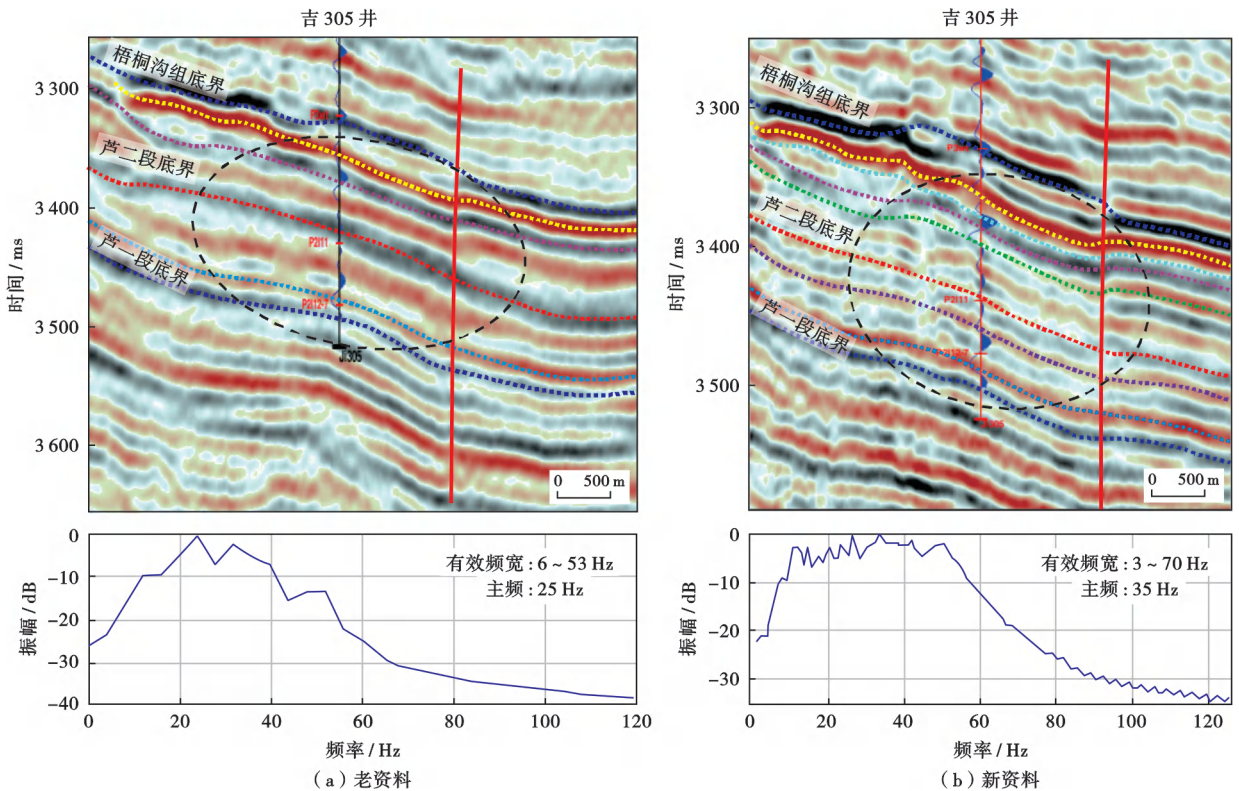 吉 305 井
梧桐沟组底界
芦二段底界
芦一段底界
P2l11
P2l12-7
JI305
时间 / ms
3 300
3 400
3 500
3 600
0 500 m
振幅 / dB
0
-10
-20
-30
-40
有效频宽 : 6 ~ 53 Hz
主频 : 25 Hz
0 20 40 60 80 100 120
频率 / Hz
( a ) 老资料
吉 305 井
梧桐沟组底界
芦二段底界
芦二段底界
P2l11
时间 / ms
3 300
3 400
3 500
0 500 m
振幅 / dB
0
-10
-20
-30
有效频宽 : 3 ~ 70 Hz
主频 : 35 Hz
0 20 40 60 80 100 120
频率 / Hz
( b ) 新资料